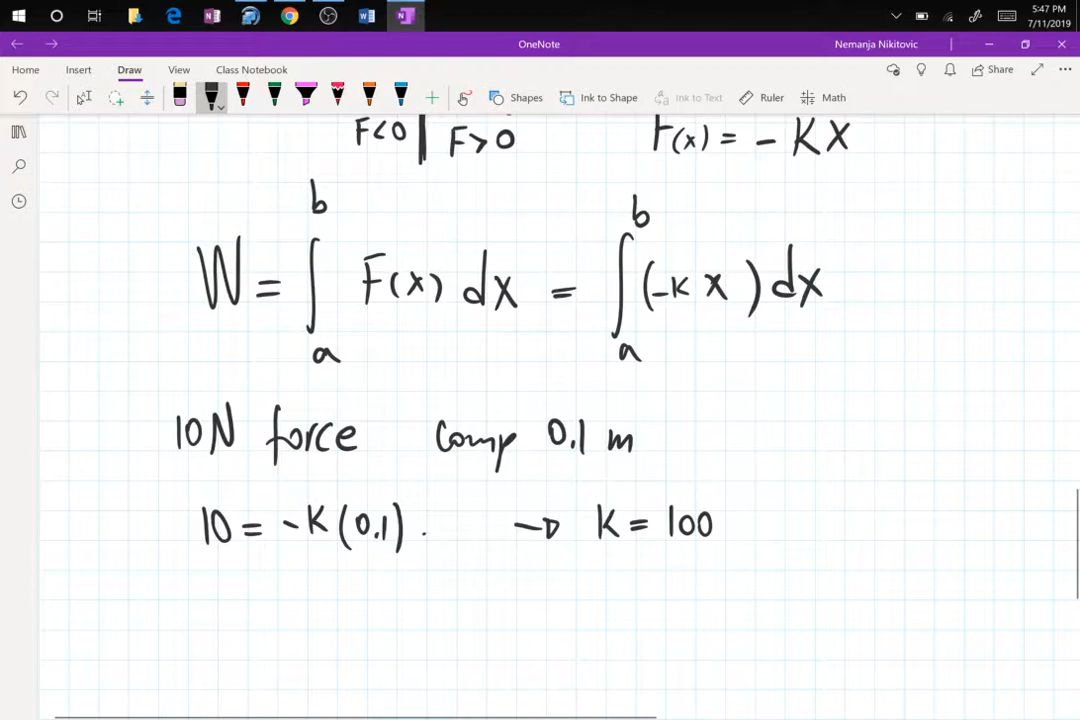 5:47 PM
7/11/2019
OneNote
Nemanja Nikitovic
Home Insert Draw View Class Notebook Share
Shapes Ink to Shape Ink to Text Ruler Math
F<0 | F>0 F(x) = - K X
b b
W = ∫ F(x) dx = ∫ (-K x) dx
a a
10N force comp 0.1 m
10 = -K (0.1). → K = 100